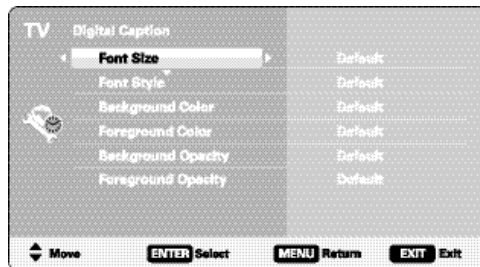 TV Digital Caption
Font Size Default
Font Style Default
Background Color Default
Foreground Color Default
Background Opacity Default
Foreground Opacity Default
Move ENTER Select MENU Return EXIT Exit